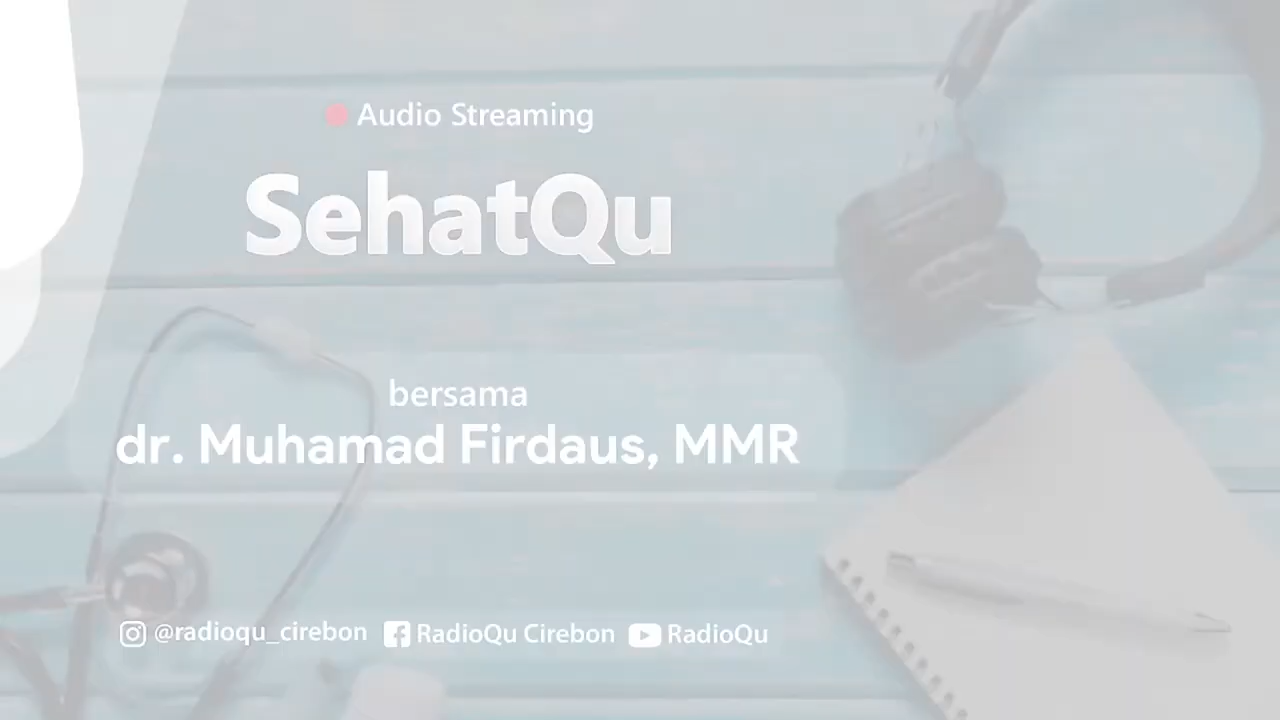 Audio Streaming
SehatQu
bersama
dr. Muhamad Firdaus, MMR
@radioqu_cirebon RadioQu Cirebon RadioQu